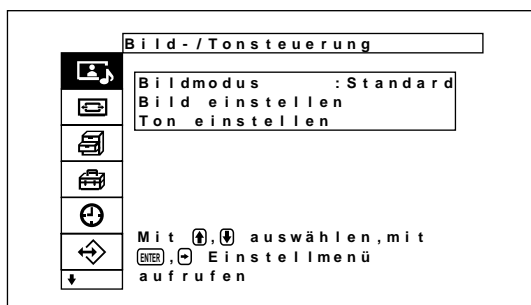 Bild-/Tonsteuerung
Bildmodus :Standard
Bild einstellen
Ton einstellen
Mit ↑,↓ auswählen,mit
ENTER,→ Einstellmenü
aufrufen